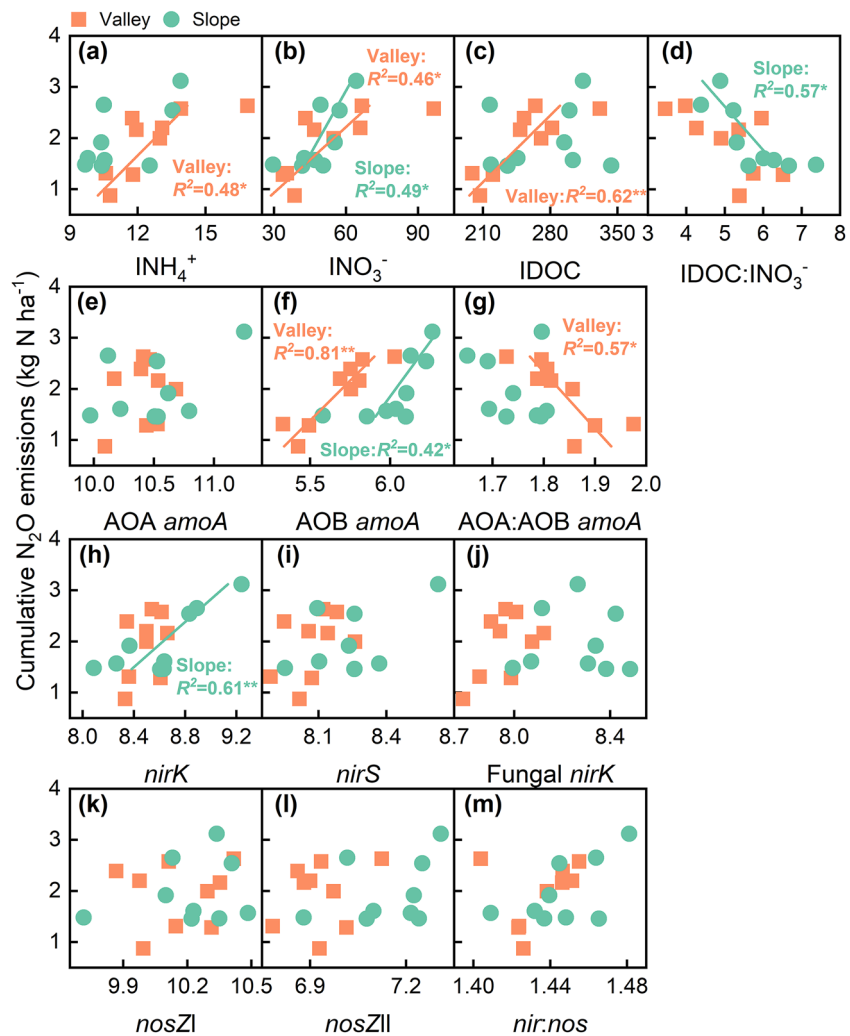 Valley Slope
(a) (b) (c) (d)
Valley:
R²=0.46*
Slope:
R²=0.57*
Valley:
R²=0.48*
Slope:
R²=0.49*
Valley:R²=0.62**
4
3
2
1
9 11 13 15
30 60 90
210 280 350
3 4 5 6 7 8
INH₄⁺ INO₃⁻ IDOC IDOC:INO₃⁻
Cumulative N₂O emissions (kg N ha⁻¹)
(e) (f) (g)
Valley:
R²=0.81**
Valley:
R²=0.57*
Slope:R²=0.42*
4
3
2
1
10.0 10.5 11.0
5.5 6.0
1.7 1.8 1.9 2.0
AOA amoA AOB amoA AOA:AOB amoA
(h) (i) (j)
Slope:
R²=0.61**
4
3
2
1
8.0 8.4 8.8 9.2
8.1 8.4 8.7
8.0 8.4
nirK nirS Fungal nirK
(k) (l) (m)
4
3
2
1
9.9 10.2 10.5
6.9 7.2
1.40 1.44 1.48
nosZI nosZII nir:nos